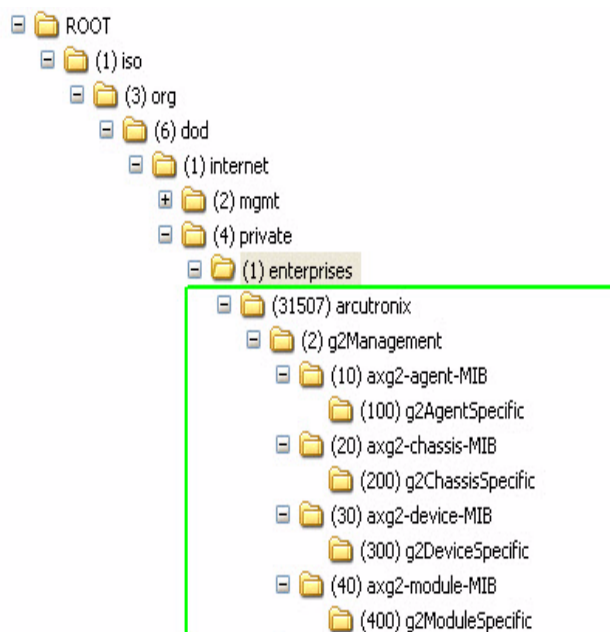 ROOT
(1) iso
(3) org
(6) dod
(1) internet
(2) mgmt
(4) private
(1) enterprises
(31507) arcutronix
(2) g2Management
(10) axg2-agent-MIB
(100) g2AgentSpecific
(20) axg2-chassis-MIB
(200) g2ChassisSpecific
(30) axg2-device-MIB
(300) g2DeviceSpecific
(40) axg2-module-MIB
(400) g2ModuleSpecific